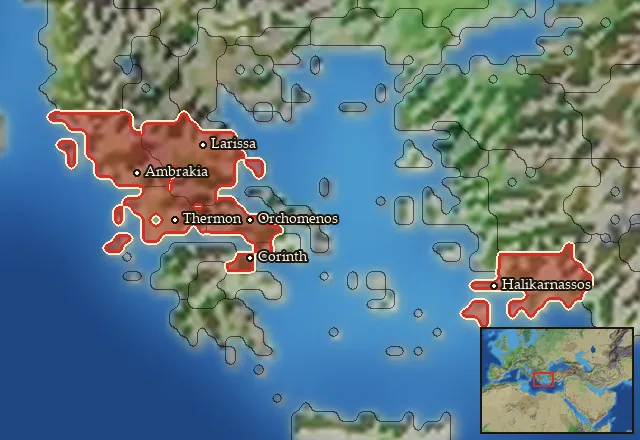 Larissa
Ambrakia
Thermon
Orchomenos
Corinth
Halikarnassos